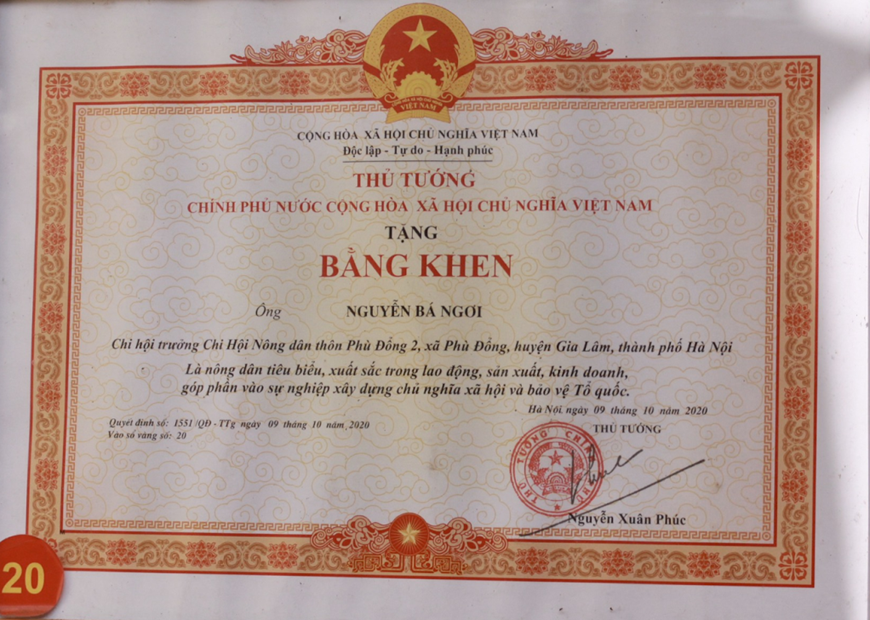 VIỆT NAM
CỘNG HÒA XÃ HỘI CHỦ NGHĨA VIỆT NAM
Độc lập - Tự do - Hạnh phúc
THỦ TƯỚNG
CHÍNH PHỦ NƯỚC CỘNG HÒA XÃ HỘI CHỦ NGHĨA VIỆT NAM
TẶNG
BẰNG KHEN
Ông NGUYỄN BÁ NGƠI
Chi hội trưởng Chi Hội Nông dân thôn Phù Đổng 2, xã Phù Đổng, huyện Gia Lâm, thành phố Hà Nội
Là nông dân tiêu biểu, xuất sắc trong lao động, sản xuất, kinh doanh,
góp phần vào sự nghiệp xây dựng chủ nghĩa xã hội và bảo vệ Tổ quốc.
Hà Nội, ngày 09 tháng 10 năm 2020
Quyết định số: 1551/QĐ - TTg ngày 09 tháng 10 năm 2020
Vào sổ vàng số: 20
THỦ TƯỚNG
THỦ TƯỚNG CHÍNH
Nguyễn Xuân Phúc
20